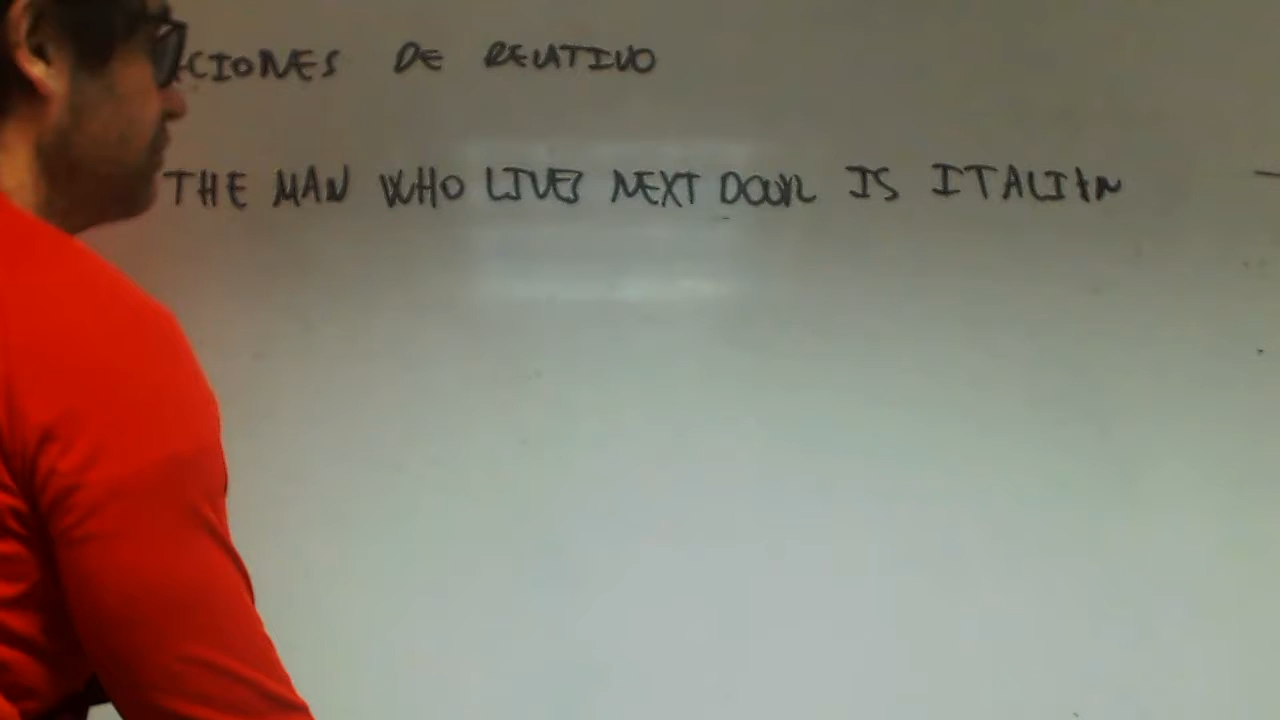 CIONES DE RELATIVO
THE MAN WHO LIVES NEXT DOOR IS ITALIAN